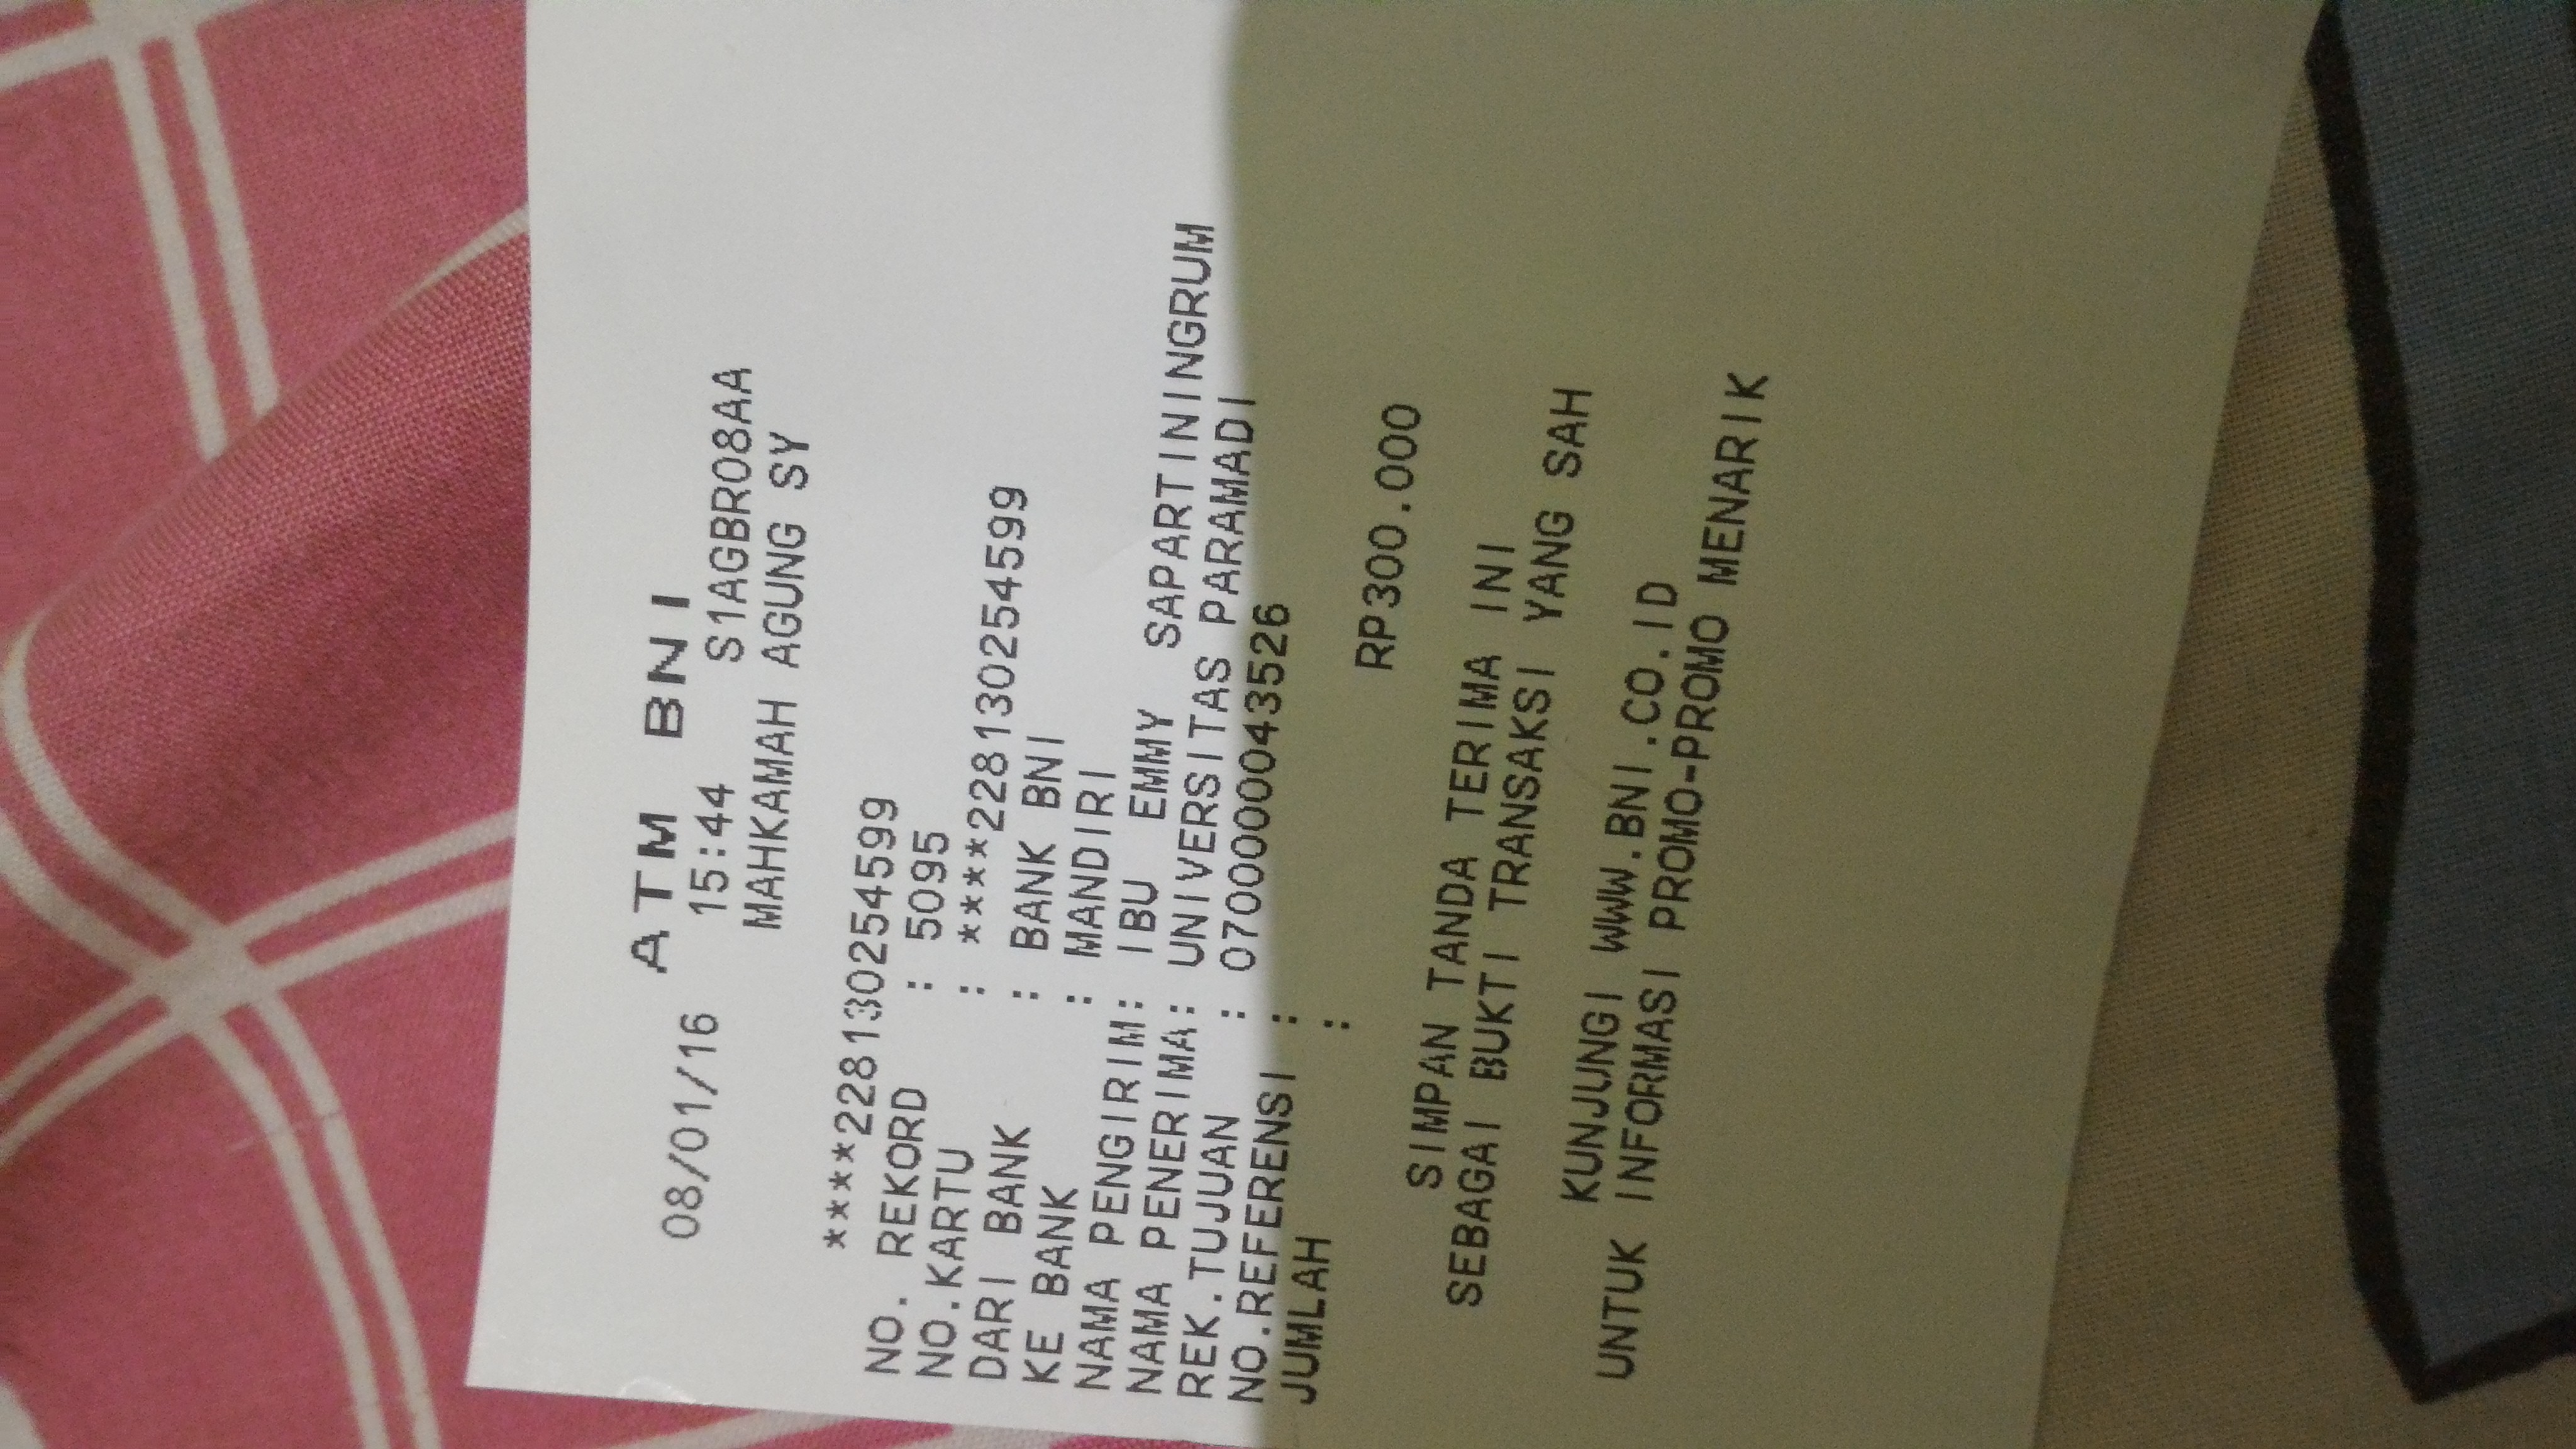 ATM BNI
08/01/16 15:44 S1AGBR08AA
MAHKAMAH AGUNG SY
****228130254599
NO. REKORD : 5095
NO.KARTU : ****228130254599
DARI BANK : BANK BNI
KE BANK : MANDIRI
NAMA PENGIRIM: IBU EMMY SAPARTININGRUM
NAMA PENERIMA: UNIVERSITAS PARAMADI
REK.TUJUAN : 0700000043526
NO.REFERENSI :
JUMLAH :
RP300.000
SIMPAN TANDA TERIMA INI
SEBAGAI BUKTI TRANSAKSI YANG SAH
KUNJUNGI WWW.BNI.CO.ID
UNTUK INFORMASI PROMO-PROMO MENARIK